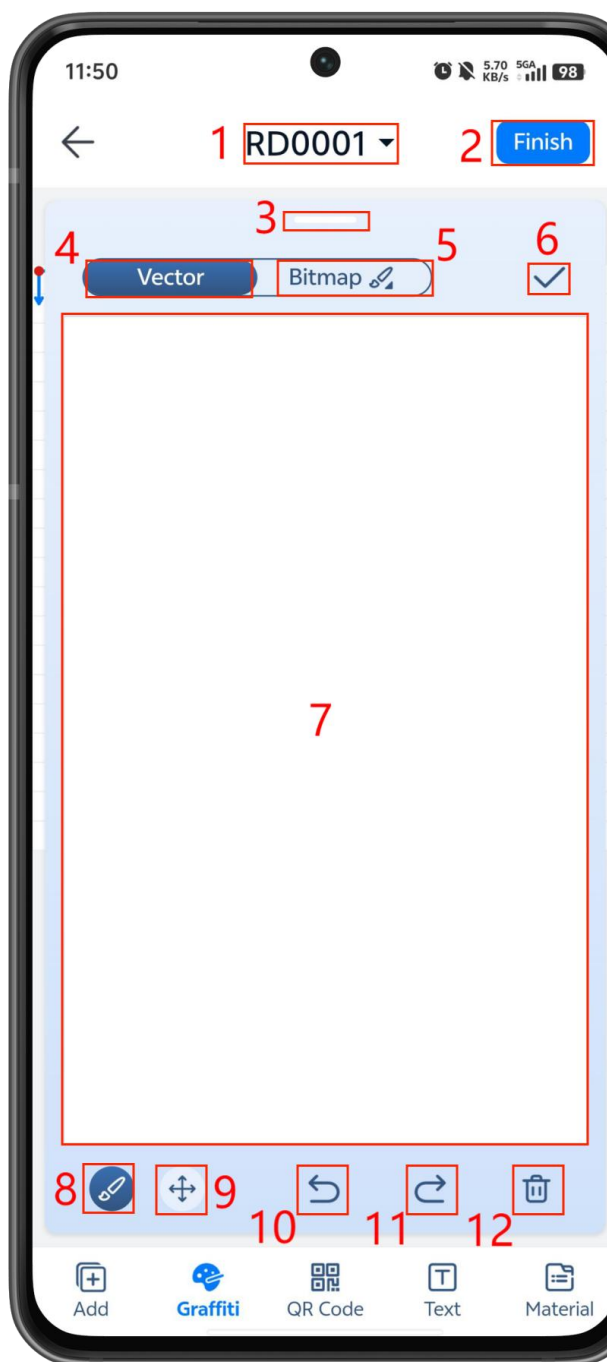 11:50
5.70
KB/s
5GA
98
1
RD0001
2
Finish
3
4
Vector
Bitmap
5
6
7
8
9
10
11
12
Add
Graffiti
QR Code
Text
Material